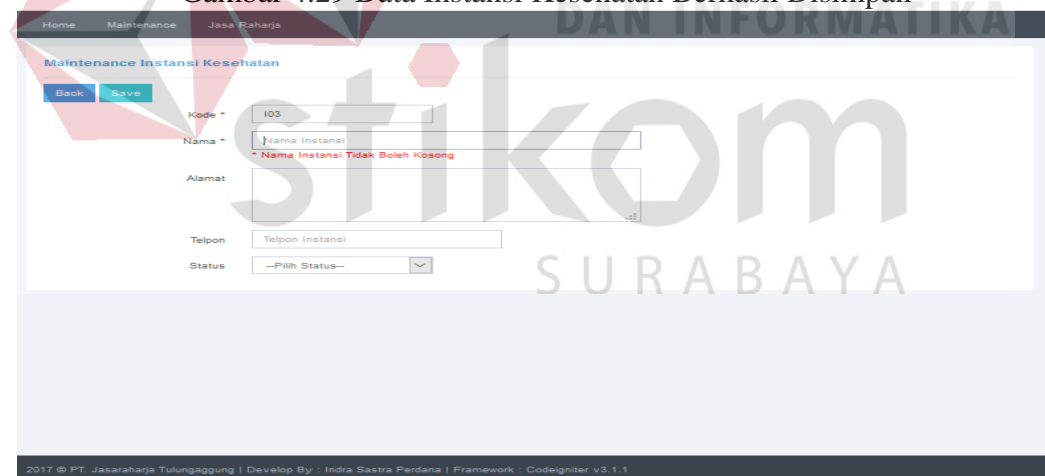 Gambar 4.29 Data Instansi Kesehatan Berhasil Disimpan
DAN INFORMATIKA
Home Maintenance Jasa Raharja
Maintenance Instansi Kesehatan
Back Save
Kode * I03
Nama * Nama Instansi
* Nama Instansi Tidak Boleh Kosong
Alamat
stikom
Telpon Telpon Instansi
Status --Pilih Status--
SURABAYA
2017 © PT. Jasaraharja Tulungaggung | Develop By : Indra Sastra Perdana | Framework : Codeigniter v3.1.1